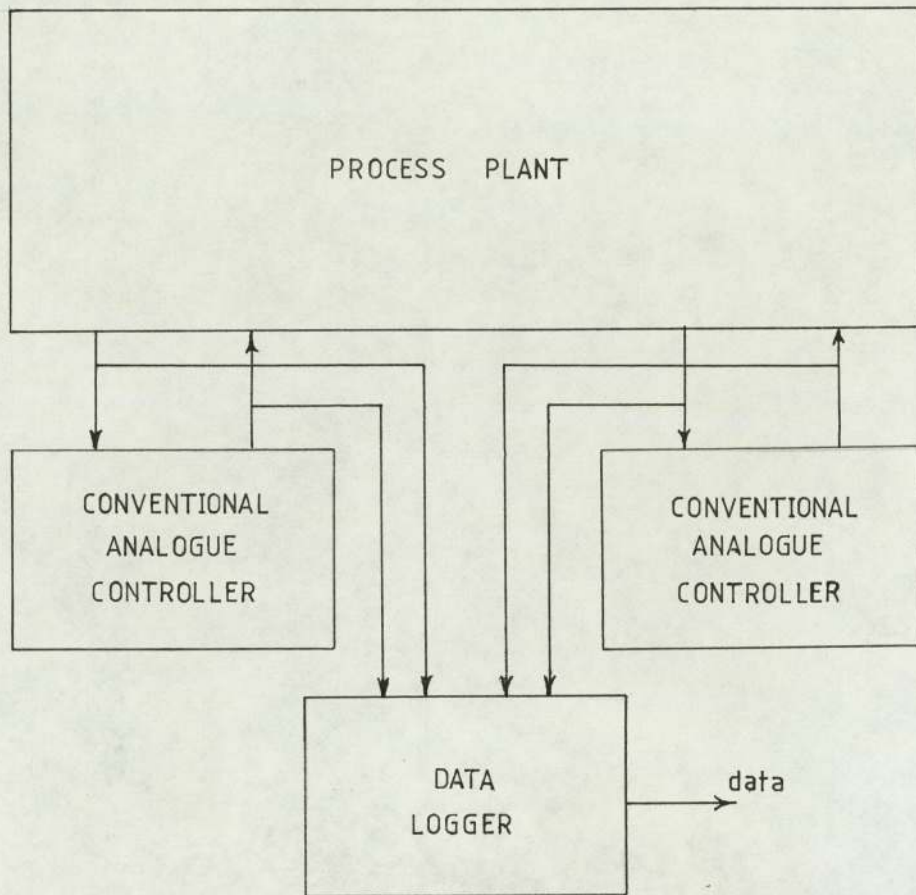 PROCESS PLANT
CONVENTIONAL
ANALOGUE
CONTROLLER
CONVENTIONAL
ANALOGUE
CONTROLLER
DATA
LOGGER
data